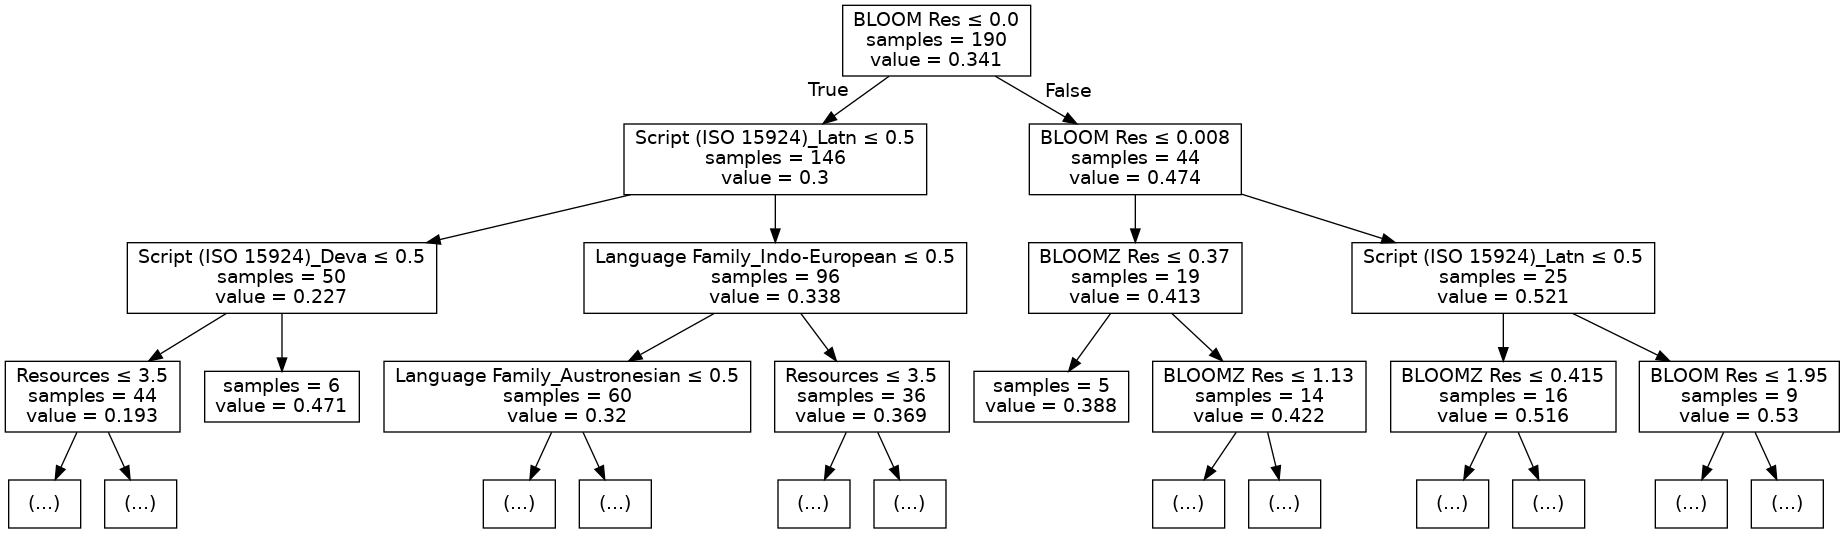 BLOOM Res ≤ 0.0
samples = 190
value = 0.341
True
False
Script (ISO 15924)_Latn ≤ 0.5
samples = 146
value = 0.3
BLOOM Res ≤ 0.008
samples = 44
value = 0.474
Script (ISO 15924)_Deva ≤ 0.5
samples = 50
value = 0.227
Language Family_Indo-European ≤ 0.5
samples = 96
value = 0.338
BLOOMZ Res ≤ 0.37
samples = 19
value = 0.413
Script (ISO 15924)_Latn ≤ 0.5
samples = 25
value = 0.521
Resources ≤ 3.5
samples = 44
value = 0.193
samples = 6
value = 0.471
Language Family_Austronesian ≤ 0.5
samples = 60
value = 0.32
Resources ≤ 3.5
samples = 36
value = 0.369
samples = 5
value = 0.388
BLOOMZ Res ≤ 1.13
samples = 14
value = 0.422
BLOOMZ Res ≤ 0.415
samples = 16
value = 0.516
BLOOM Res ≤ 1.95
samples = 9
value = 0.53
(...)
(...)
(...)
(...)
(...)
(...)
(...)
(...)
(...)
(...)
(...)
(...)